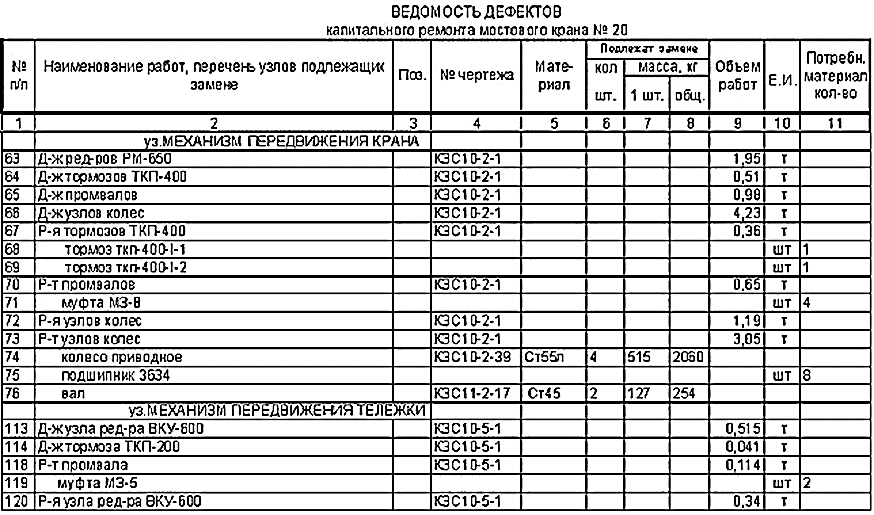 ВЕДОМОСТЬ ДЕФЕКТОВ
капитального ремонта мостового крана № 20
№ п/п Наименование работ, перечень узлов подлежащих замене Поз. № чертежа Мате-риал Подлежат замене кол шт. масса, кг 1 шт. общ. Объем работ Е.И. Потребн. материал кол-во
1 2 3 4 5 6 7 8 9 10 11
уз.МЕХАНИЗМ ПЕРЕДВИЖЕНИЯ КРАНА
63 Д-ж ред-ров РМ-650 КЭС10-2-1 1,95 т
64 Д-ж тормозов ТКП-400 КЭС10-2-1 0,51 т
65 Д-ж промвалов КЭС10-2-1 0,98 т
66 Д-ж узлов колес КЭС10-2-1 4,23 т
67 Р-я тормозов ТКП-400 КЭС10-2-1 0,36 т
68 тормоз ткп-400-I-1 шт 1
69 тормоз ткп-400-I-2 шт 1
70 Р-т промвалов КЭС10-2-1 0,65 т
71 муфта МЗ-8 шт 4
72 Р-я узлов колес КЭС10-2-1 1,19 т
73 Р-т узлов колес КЭС10-2-1 3,05 т
74 колесо приводное КЭС10-2-39 Ст55л 4 515 2060
75 подшипник 3634 шт 8
76 вал КЭС11-2-17 Ст45 2 127 254
уз.МЕХАНИЗМ ПЕРЕДВИЖЕНИЯ ТЕЛЕЖКИ
113 Д-ж узла ред-ра ВКУ-600 КЭС10-5-1 0,515 т
114 Д-ж тормоза ТКП-200 КЭС10-5-1 0,041 т
118 Р-т промвала КЭС10-5-1 0,114 т
119 муфта МЗ-5 шт 2
120 Р-я узла ред-ра ВКУ-600 КЭС10-5-1 0,34 т